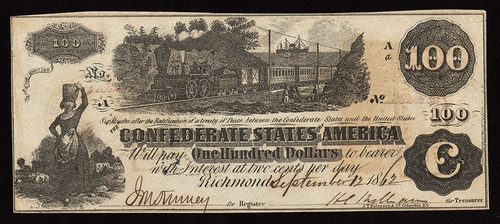 100
A
a
100
No.
No
1
Six Months after the Ratification of a treaty of Peace between the Confederate States and the United States
100
THE
CONFEDERATE STATES OF AMERICA
Will pay One Hundred Dollars to bearer
with Interest at two cents per day
C
Richmond September 12 1862
for Register
for Treasurer